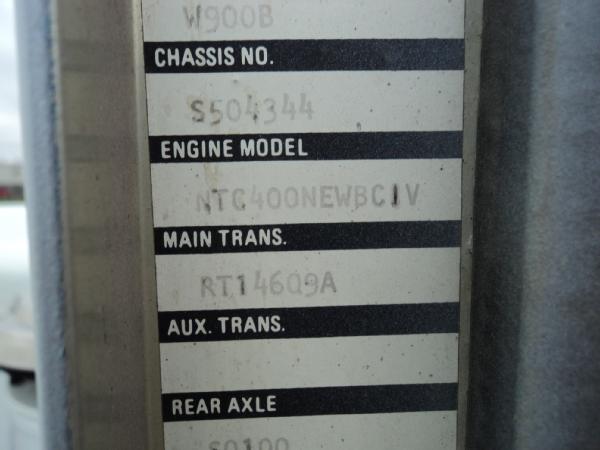 W900B
CHASSIS NO.
S504344
ENGINE MODEL
NTC400NEWBCIV
MAIN TRANS.
RT14609A
AUX. TRANS.
REAR AXLE